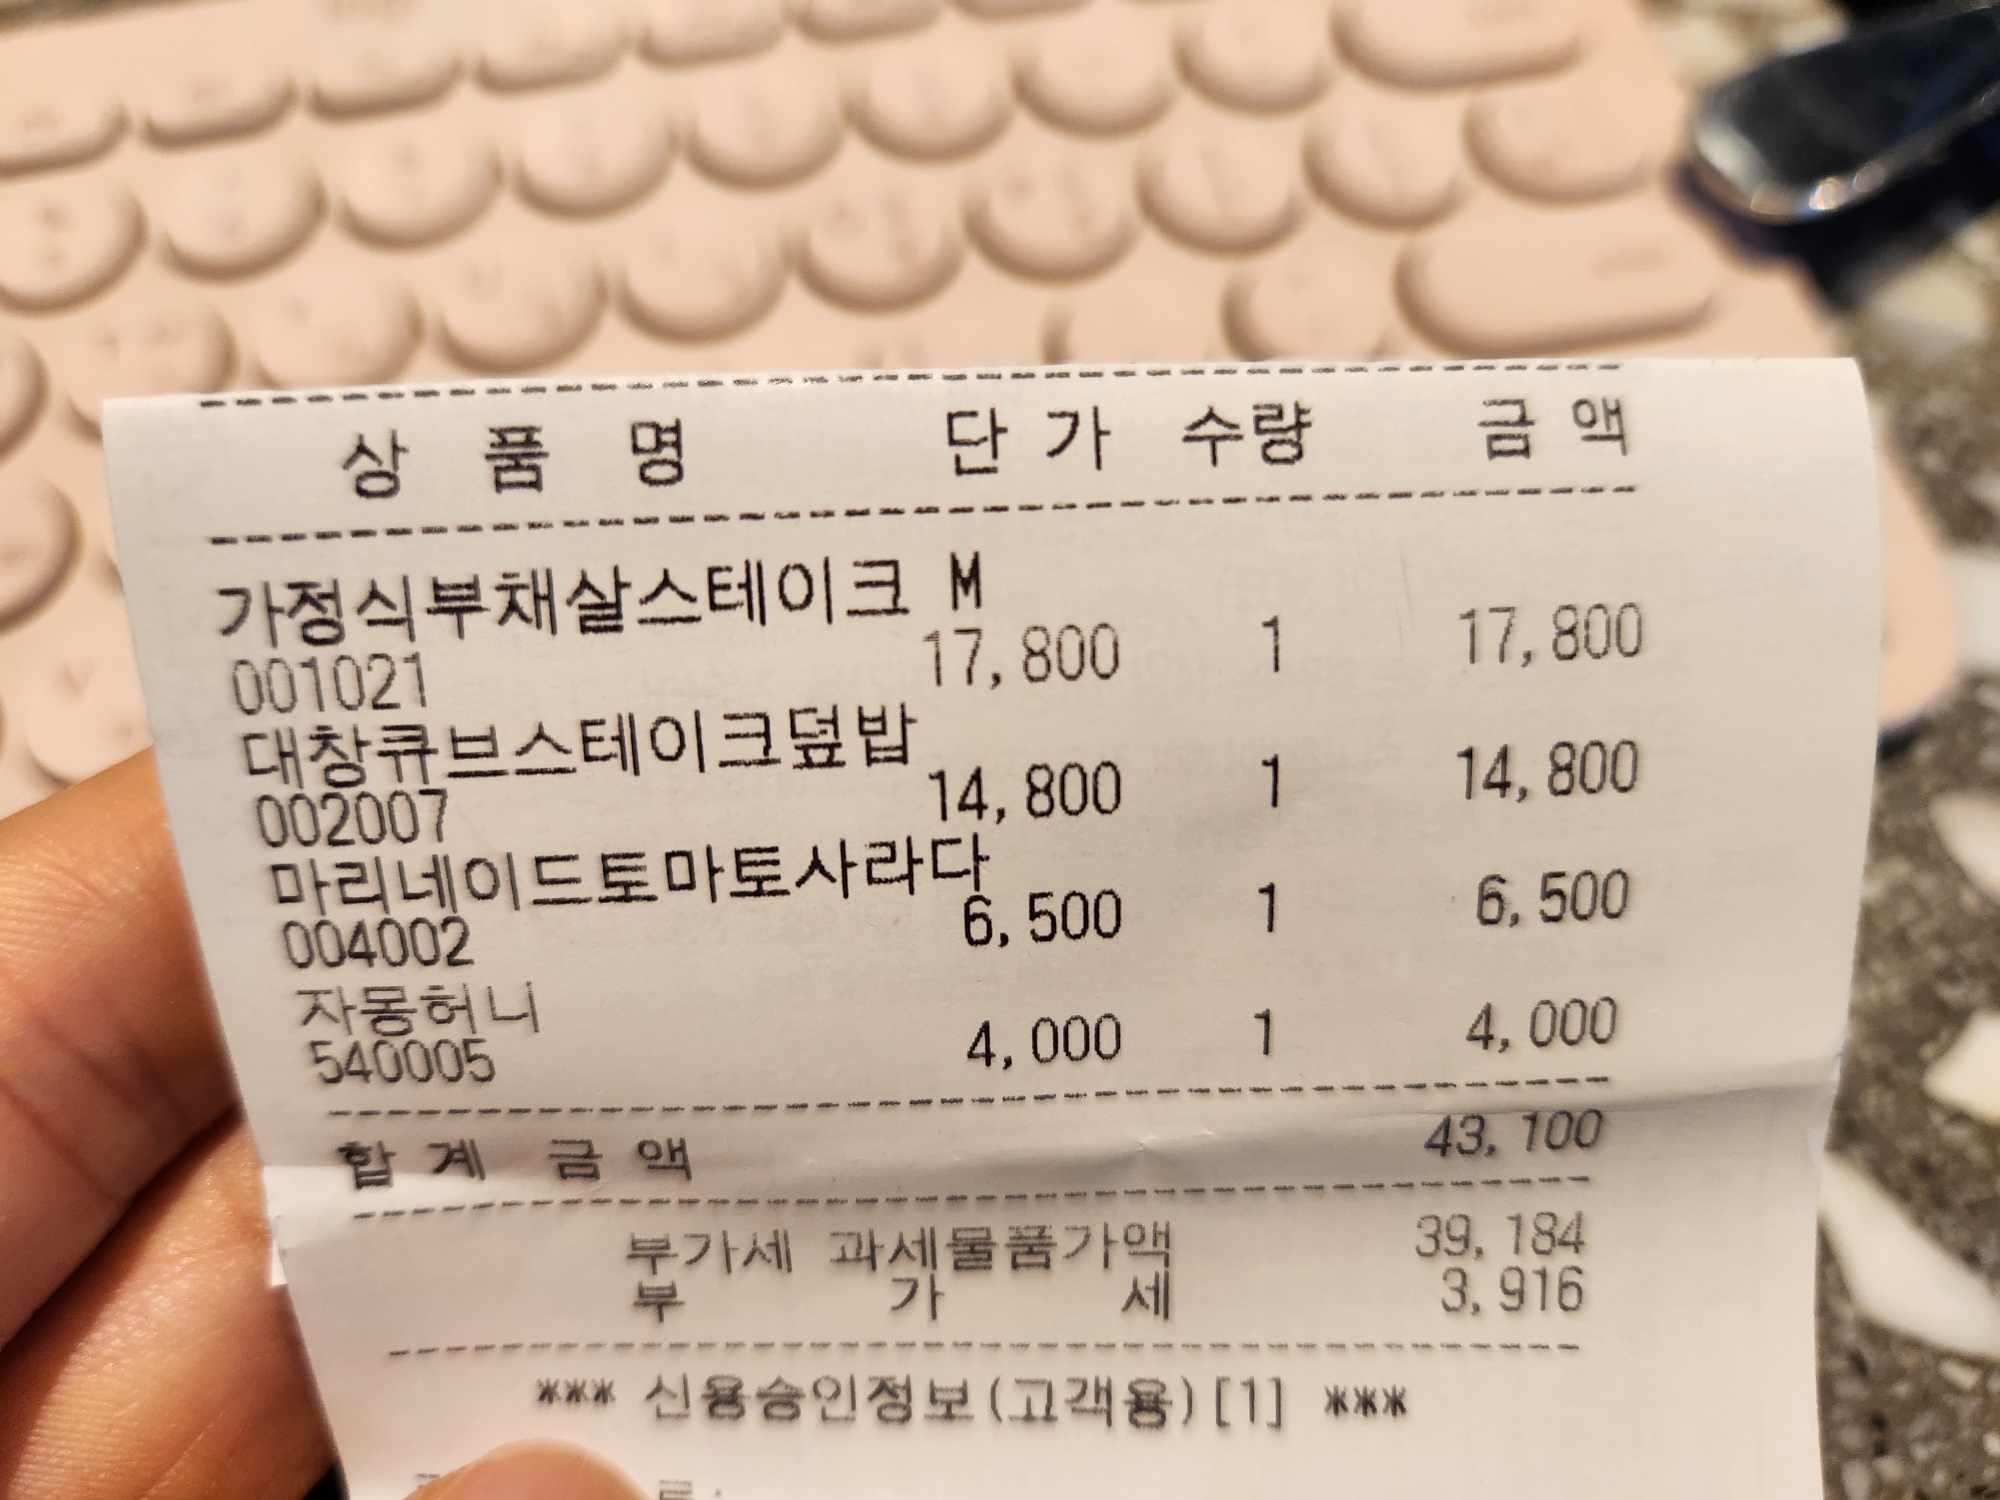 상 품 명 단 가 수량 금 액
가정식부채살스테이크 M
001021 17,800 1 17,800
대창큐브스테이크덮밥
002007 14,800 1 14,800
마리네이드토마토사라다
004002 6,500 1 6,500
자몽허니
540005 4,000 1 4,000
합 계 금 액 43,100
부가세 과세물품가액 39,184
부 가 세 3,916
*** 신용승인정보(고객용)[1] ***